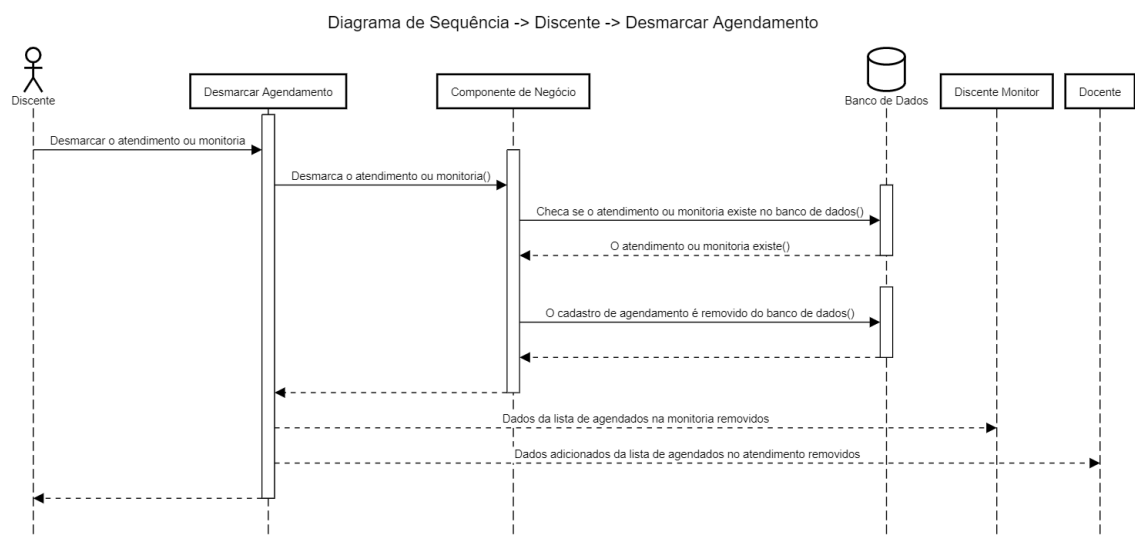 Diagrama de Sequência -> Discente -> Desmarcar Agendamento
Discente
Desmarcar Agendamento
Componente de Negócio
Banco de Dados
Discente Monitor
Docente
Desmarcar o atendimento ou monitoria
Desmarca o atendimento ou monitoria()
Checa se o atendimento ou monitoria existe no banco de dados()
O atendimento ou monitoria existe()
O cadastro de agendamento é removido do banco de dados()
Dados da lista de agendados na monitoria removidos
Dados adicionados da lista de agendados no atendimento removidos